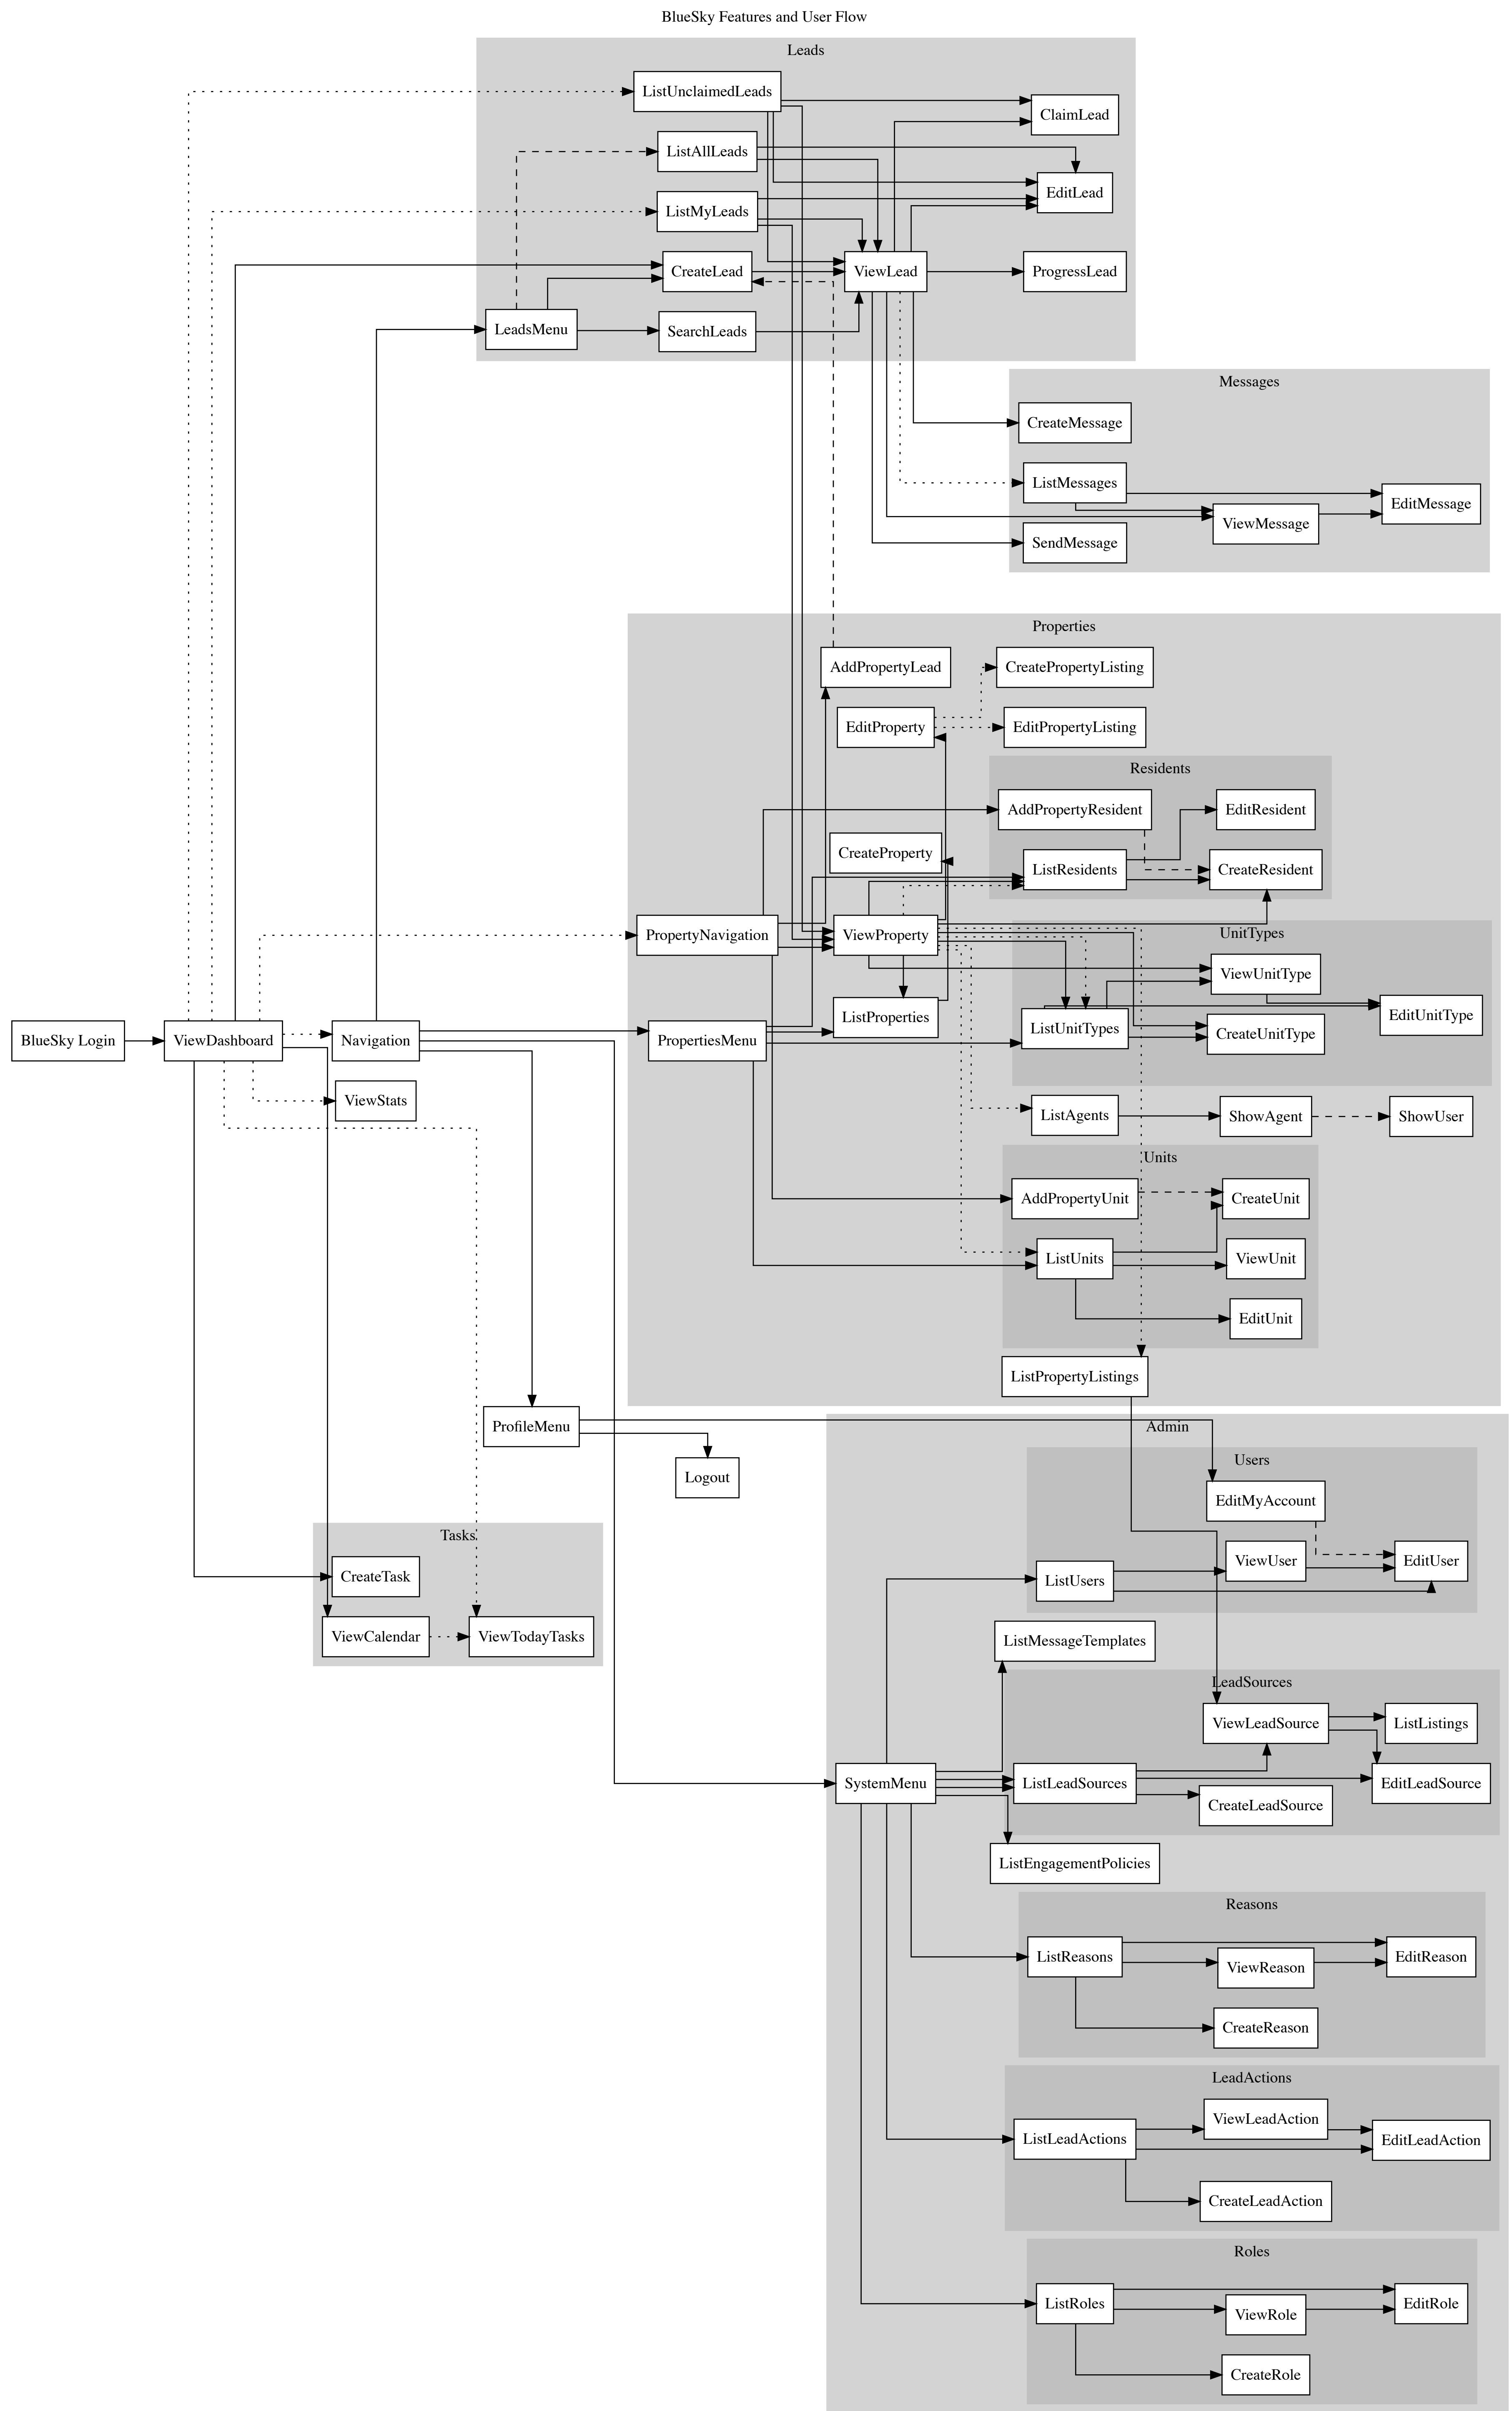 BlueSky Features and User Flow
Leads
ListUnclaimedLeads
ClaimLead
ListAllLeads
EditLead
ListMyLeads
CreateLead
ViewLead
ProgressLead
LeadsMenu
SearchLeads
Messages
CreateMessage
ListMessages
EditMessage
ViewMessage
SendMessage
Properties
AddPropertyLead
CreatePropertyListing
EditProperty
EditPropertyListing
Residents
AddPropertyResident
EditResident
CreateProperty
ListResidents
CreateResident
PropertyNavigation
ViewProperty
UnitTypes
ViewUnitType
ListProperties
EditUnitType
ListUnitTypes
CreateUnitType
BlueSky Login
ViewDashboard
Navigation
PropertiesMenu
ViewStats
ListAgents
ShowAgent
ShowUser
Units
AddPropertyUnit
CreateUnit
ListUnits
ViewUnit
EditUnit
ListPropertyListings
ProfileMenu
Admin
Logout
Users
EditMyAccount
Tasks
ViewUser
EditUser
CreateTask
ListUsers
ViewCalendar
ViewTodayTasks
ListMessageTemplates
LeadSources
ViewLeadSource
ListListings
SystemMenu
ListLeadSources
EditLeadSource
CreateLeadSource
ListEngagementPolicies
Reasons
ListReasons
EditReason
ViewReason
CreateReason
LeadActions
ViewLeadAction
ListLeadActions
EditLeadAction
CreateLeadAction
Roles
ListRoles
EditRole
ViewRole
CreateRole